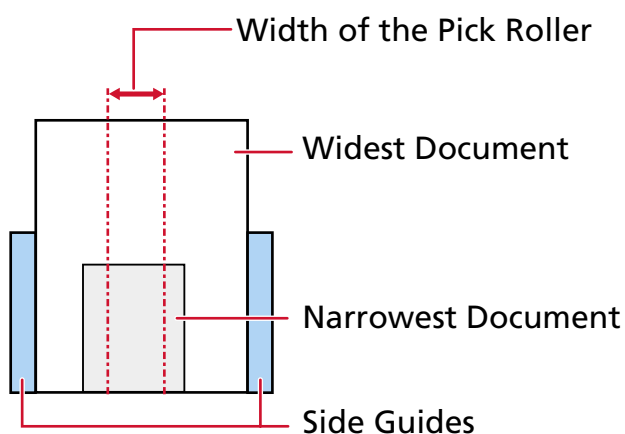 Width of the Pick Roller
Widest Document
Narrowest Document
Side Guides